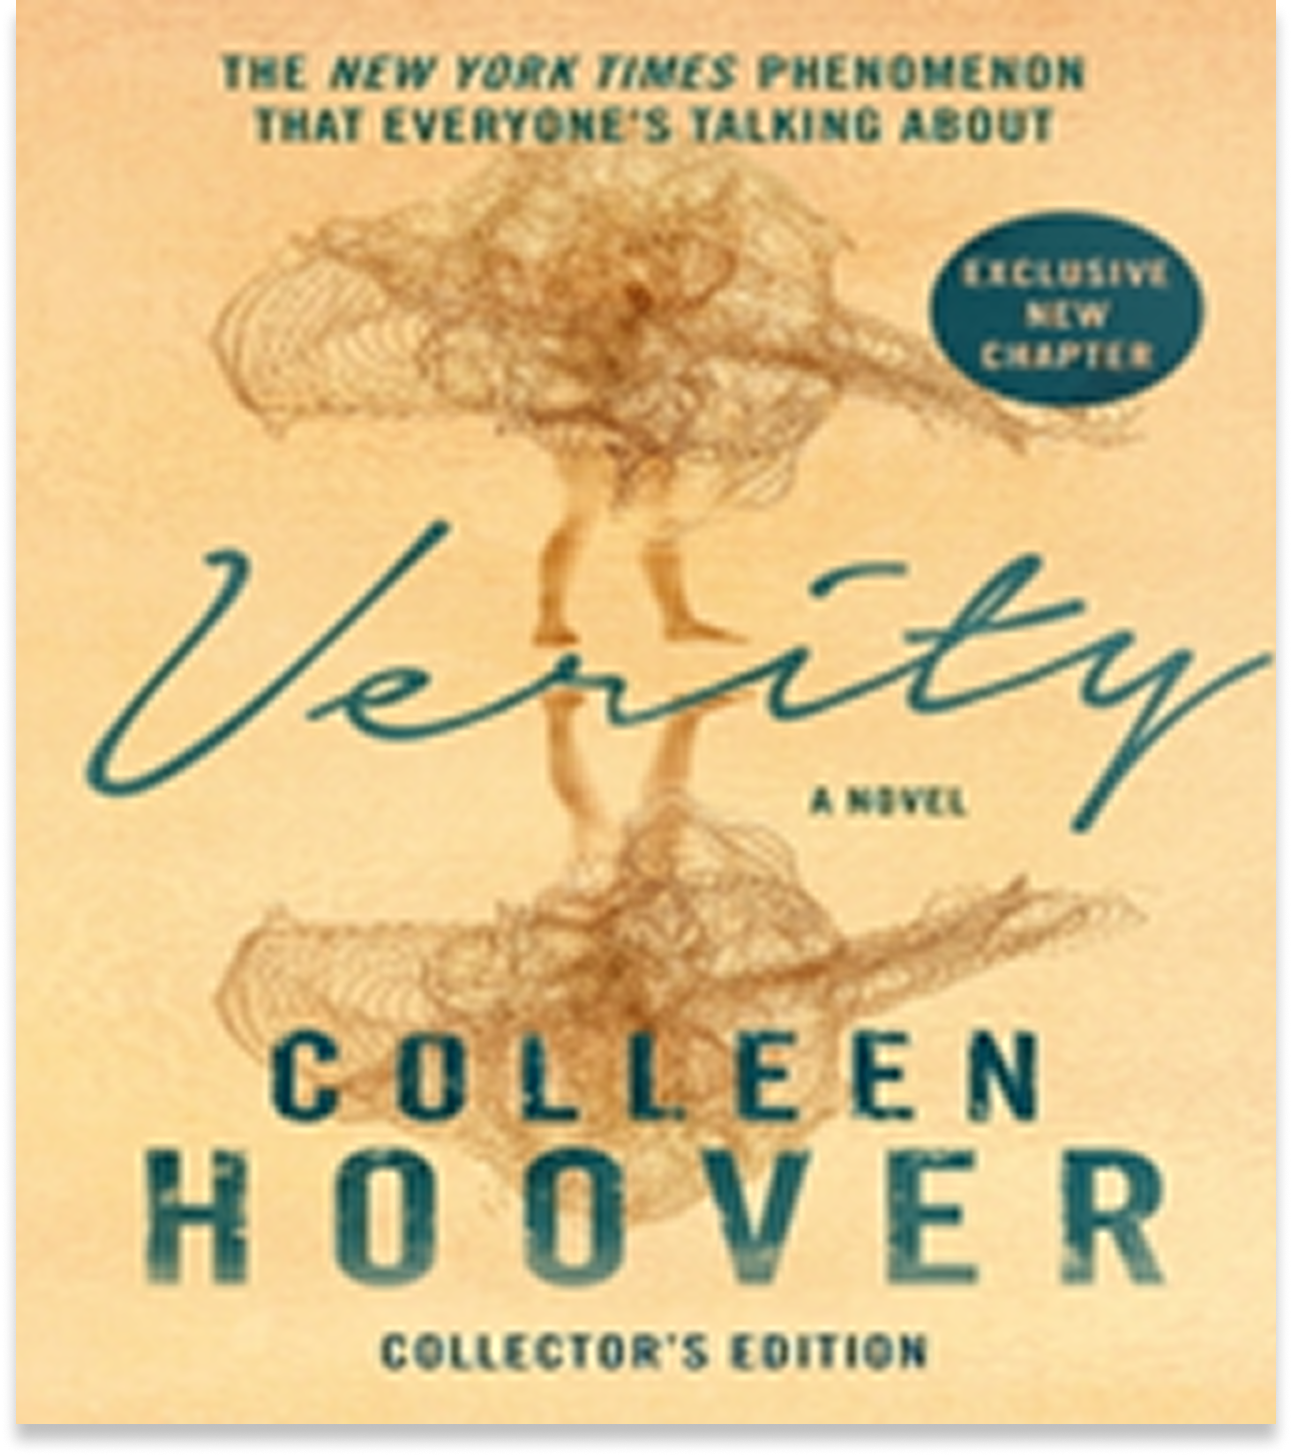 THE NEW YORK TIMES PHENOMENON
THAT EVERYONE'S TALKING ABOUT
EXCLUSIVE
NEW
CHAPTER
Verity
A NOVEL
COLLEEN
HOOVER
COLLECTOR'S EDITION